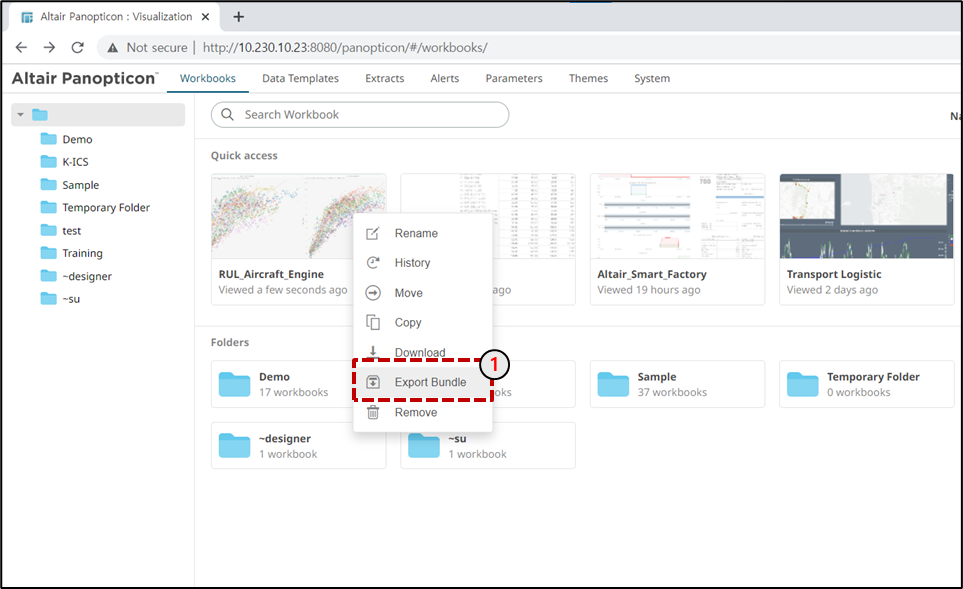 Altair Panopticon : Visualization
Not secure | http://10.230.10.23:8080/panopticon/#/workbooks/
Altair Panopticon™
Workbooks
Data Templates
Extracts
Alerts
Parameters
Themes
System
Demo
K-ICS
Sample
Temporary Folder
test
Training
~designer
~su
Search Workbook
Quick access
RUL_Aircraft_Engine
Viewed a few seconds ago
ago
Altair_Smart_Factory
Viewed 19 hours ago
Transport Logistic
Viewed 2 days ago
Rename
History
Move
Copy
Download
Export Bundle
Remove
1
Folders
Demo
17 workbooks
Sample
37 workbooks
Temporary Folder
0 workbooks
~designer
1 workbook
~su
1 workbook